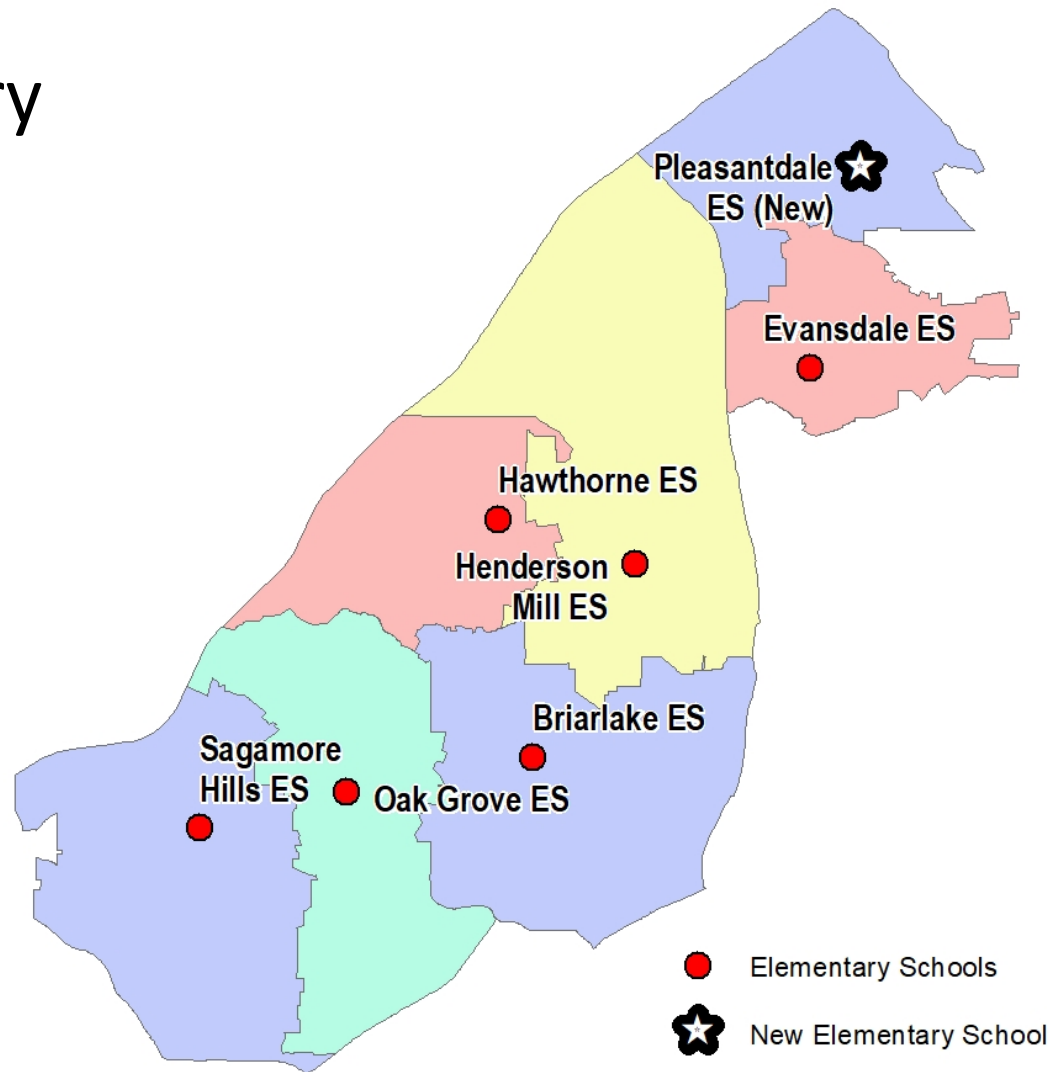 ry
Pleasantdale
ES (New)
Evansdale ES
Hawthorne ES
Henderson
Mill ES
Briarlake ES
Sagamore
Hills ES
Oak Grove ES
Elementary Schools
New Elementary School